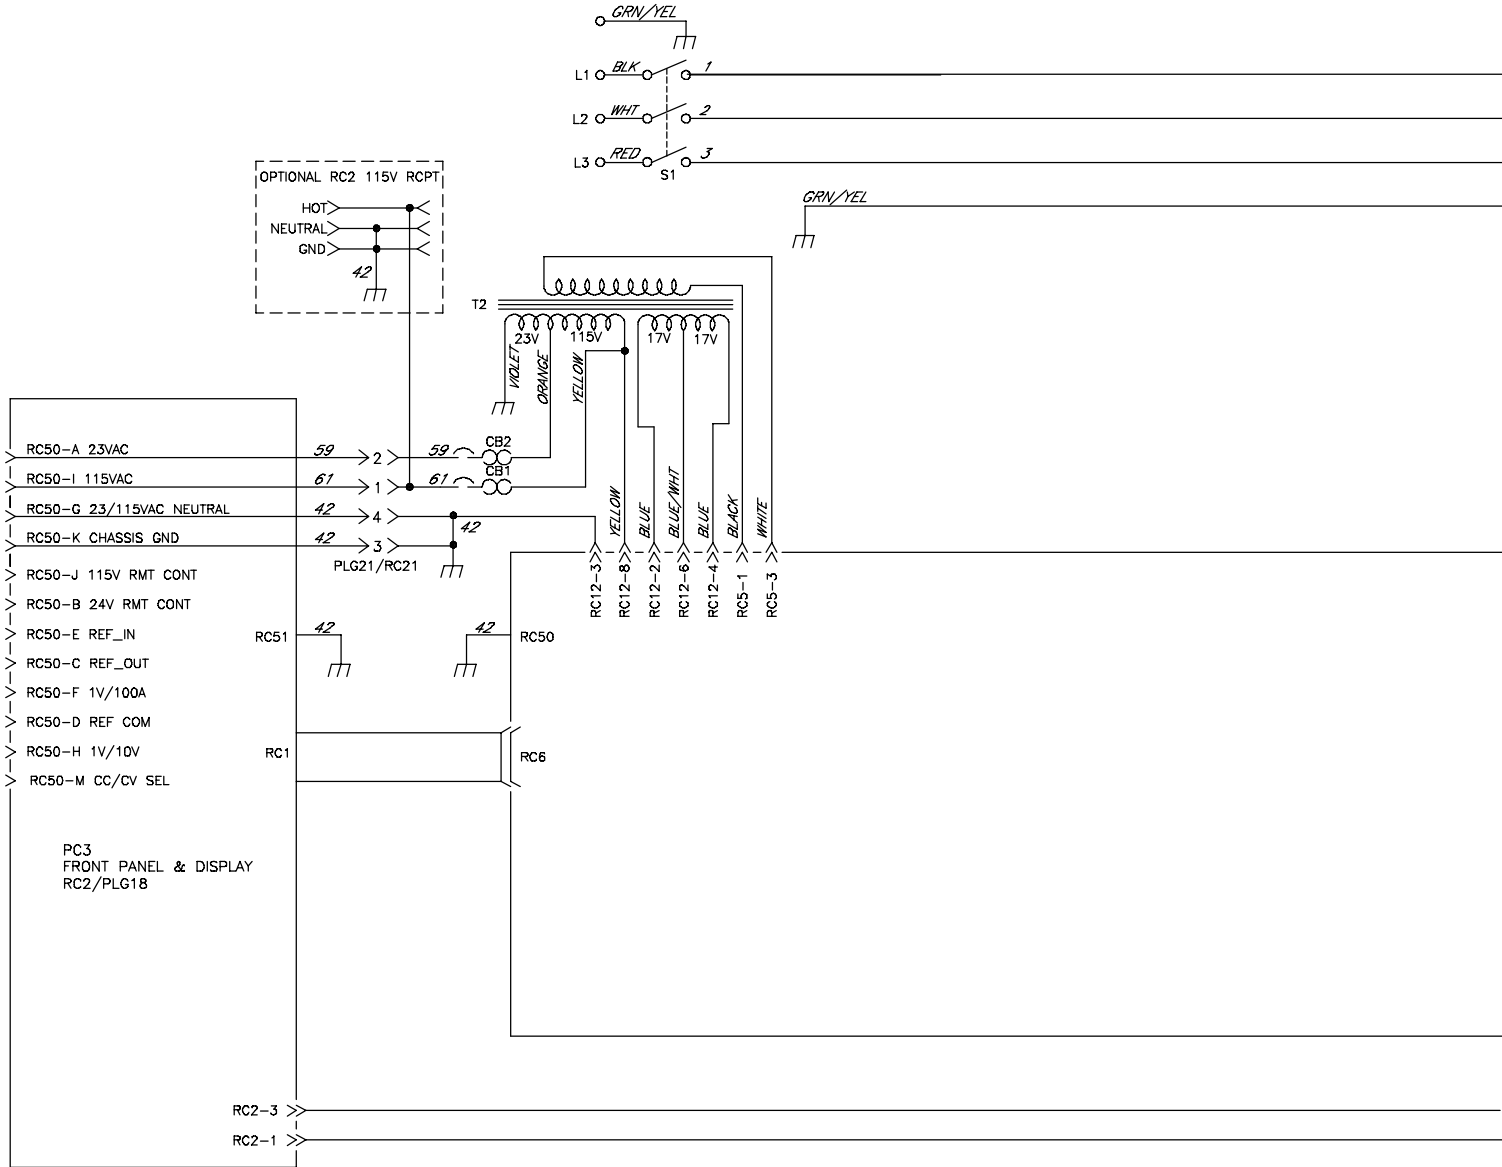 GRN/YEL
L1 BLK 1
L2 WHT 2
L3 RED 3
S1
OPTIONAL RC2 115V RCPT
HOT
NEUTRAL
GND
42
GRN/YEL
T2
23V 115V 17V 17V
VIOLET
ORANGE
YELLOW
RC50-A 23VAC 59 2 59 CB2
RC50-I 115VAC 61 1 61 CB1
RC50-G 23/115VAC NEUTRAL 42 4
42
RC50-K CHASSIS GND 42 3
PLG21/RC21
YELLOW
BLUE
BLUE/WHT
BLUE
BLACK
WHITE
RC12-3
RC12-8
RC12-2
RC12-6
RC12-4
RC5-1
RC5-3
RC50-J 115V RMT CONT
RC50-B 24V RMT CONT
RC50-E REF_IN
RC51 42 42 RC50
RC50-C REF_OUT
RC50-F 1V/100A
RC50-D REF COM
RC50-H 1V/10V
RC1 RC6
RC50-M CC/CV SEL
PC3
FRONT PANEL & DISPLAY
RC2/PLG18
RC2-3
RC2-1